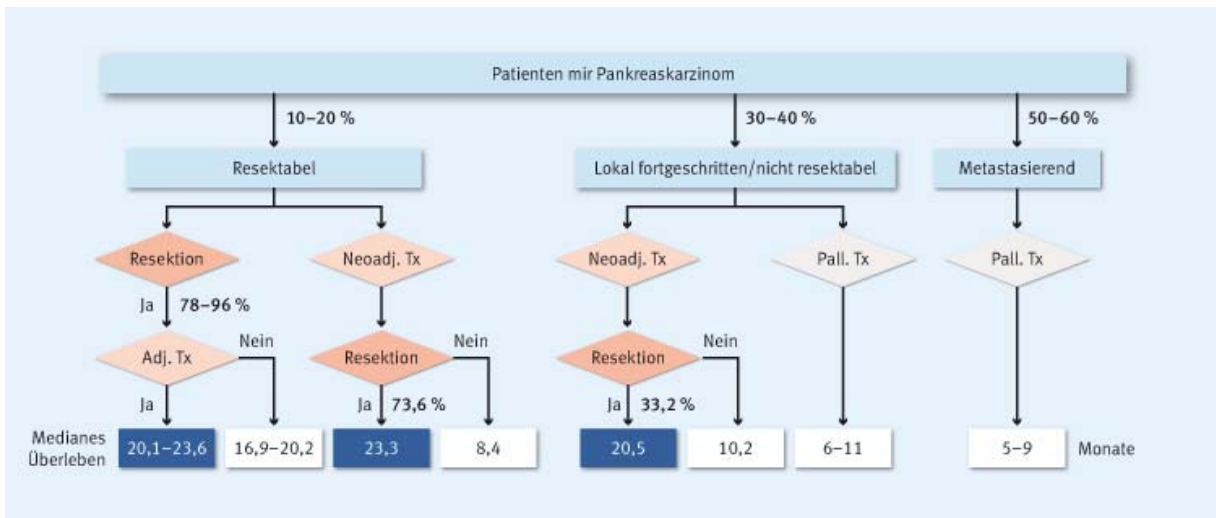 Patienten mir Pankreaskarzinom
10–20 %
30–40 %
50–60 %
Resektabel
Lokal fortgeschritten/nicht resektabel
Metastasierend
Resektion
Neoadj. Tx
Neoadj. Tx
Pall. Tx
Pall. Tx
Ja 78–96 %
Adj. Tx
Nein
Resektion
Nein
Resektion
Nein
Ja
Ja 73,6 %
Ja 33,2 %
Medianes
Überleben
20,1–23,6
16,9–20,2
23,3
8,4
20,5
10,2
6–11
5–9
Monate